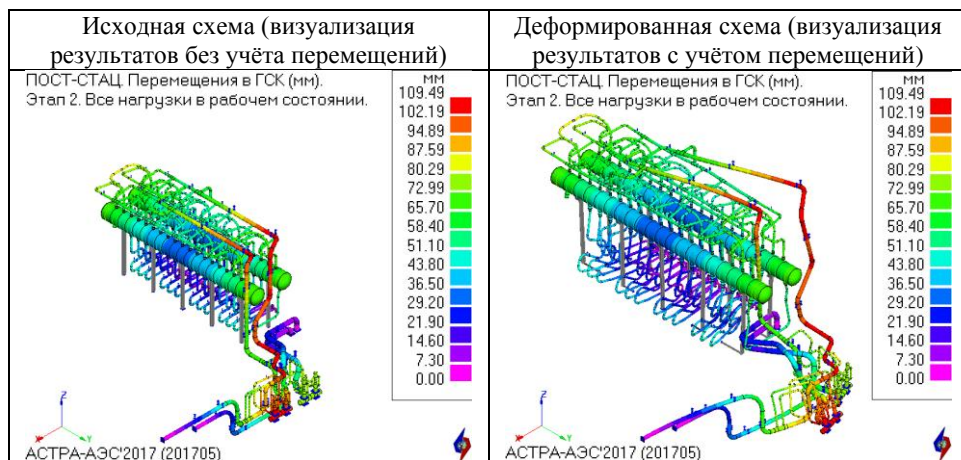 Исходная схема (визуализация
результатов без учёта перемещений)
Деформированная схема (визуализация
результатов с учётом перемещений)
ПОСТ-СТАЦ. Перемещения в ГСК (мм).
Этап 2. Все нагрузки в рабочем состоянии.
мм
109.49
102.19
94.89
87.59
80.29
72.99
65.70
58.40
51.10
43.80
36.50
29.20
21.90
14.60
7.30
0.00
Z
X
Y
АСТРА-АЭС'2017 (201705)
ПОСТ-СТАЦ. Перемещения в ГСК (мм).
Этап 2. Все нагрузки в рабочем состоянии.
мм
109.49
102.19
94.89
87.59
80.29
72.99
65.70
58.40
51.10
43.80
36.50
29.20
21.90
14.60
7.30
0.00
Z
X
Y
АСТРА-АЭС'2017 (201705)